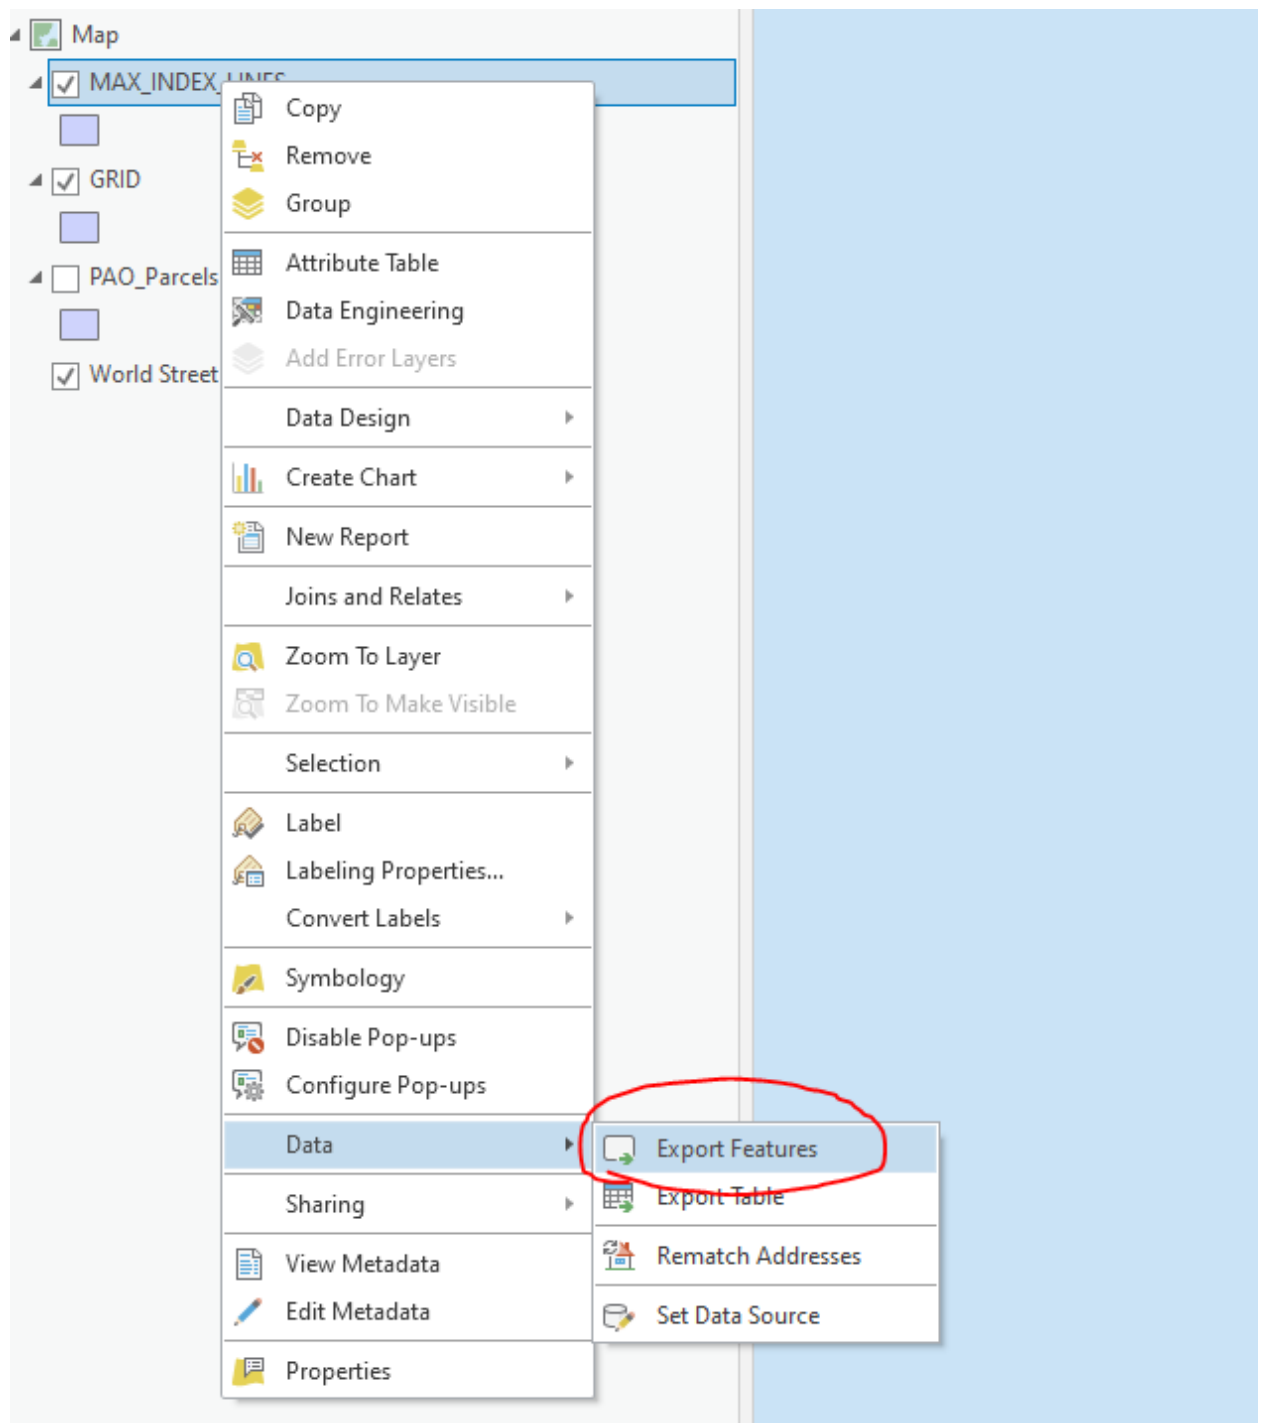 Map
MAX_INDEX_LINES
GRID
PAO_Parcels
World Street
Copy
Remove
Group
Attribute Table
Data Engineering
Add Error Layers
Data Design
Create Chart
New Report
Joins and Relates
Zoom To Layer
Zoom To Make Visible
Selection
Label
Labeling Properties...
Convert Labels
Symbology
Disable Pop-ups
Configure Pop-ups
Data
Sharing
View Metadata
Edit Metadata
Properties
Export Features
Export Table
Rematch Addresses
Set Data Source